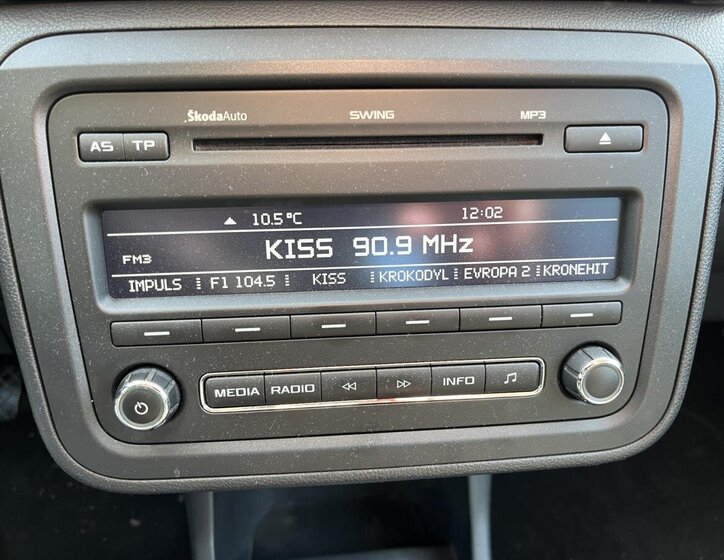 ŠkodaAuto SWING MP3
AS TP
10.5°C 12:02
FM3 KISS 90.9 MHz
IMPULS F1 104.5 KISS KROKODYL EVROPA 2 KRONEHIT
MEDIA RADIO INFO